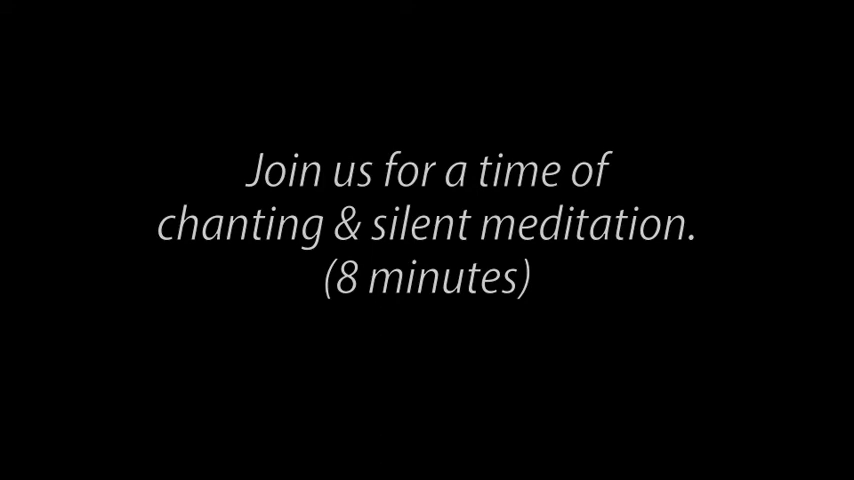 Join us for a time of
chanting & silent meditation.
(8 minutes)